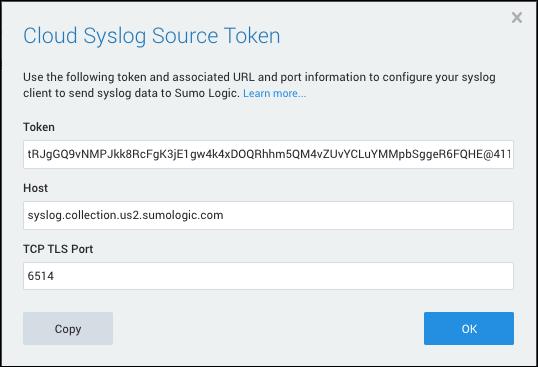 Cloud Syslog Source Token
Use the following token and associated URL and port information to configure your syslog
client to send syslog data to Sumo Logic. Learn more...
Token
tRJgGQ9vNMPJkk8RcFgK3jE1gw4k4xDOQRhhm5QM4vZUvYCLuYMMpbSggeR6FQHE@411
Host
syslog.collection.us2.sumologic.com
TCP TLS Port
6514
Copy
OK